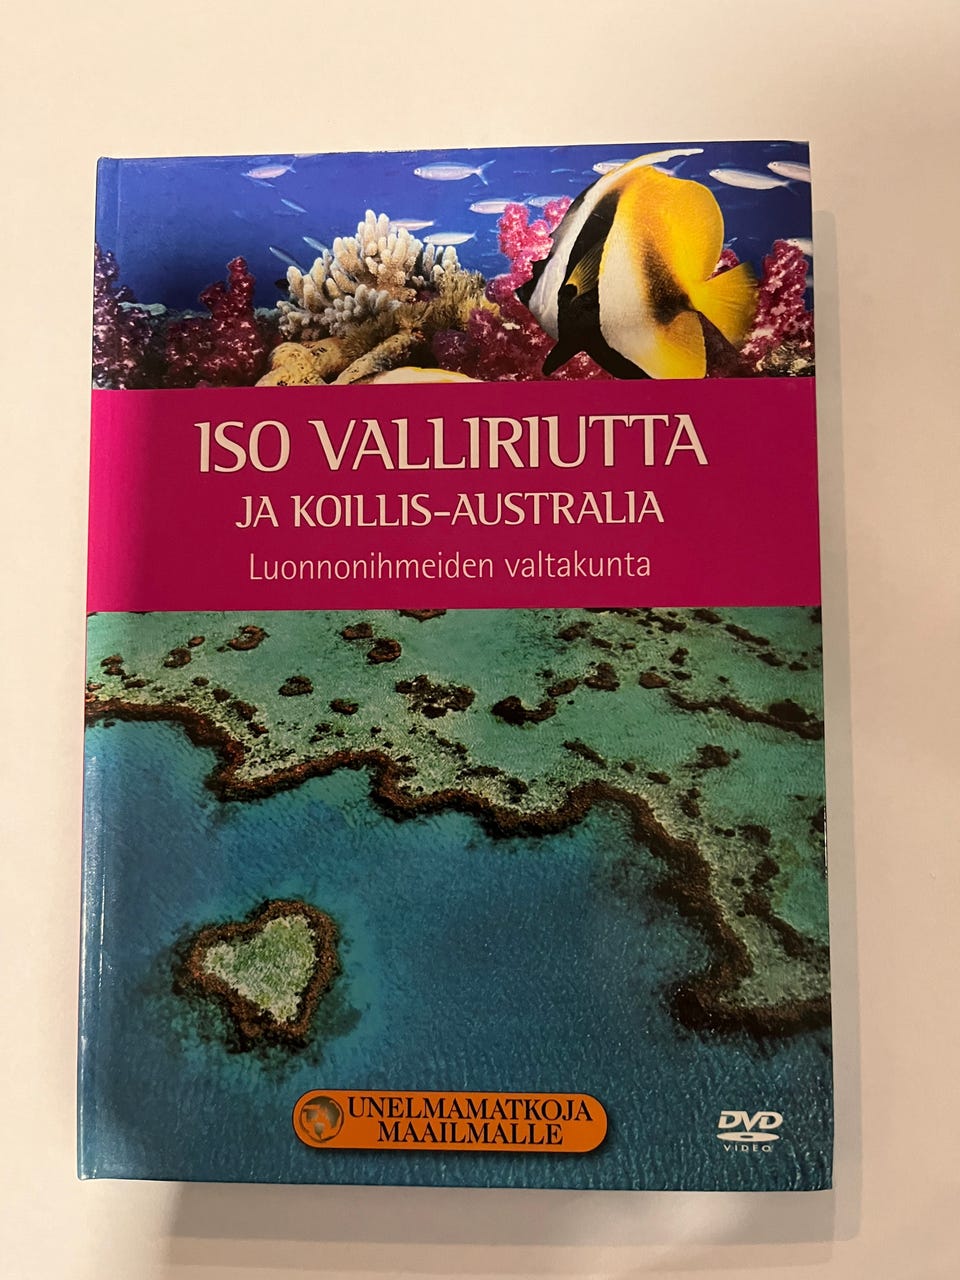 ISO VALLIRIUTTA
JA KOILLIS-AUSTRALIA
Luonnonihmeiden valtakunta
UNELMAMATKOJA
MAAILMALLE
DVD
VIDEO